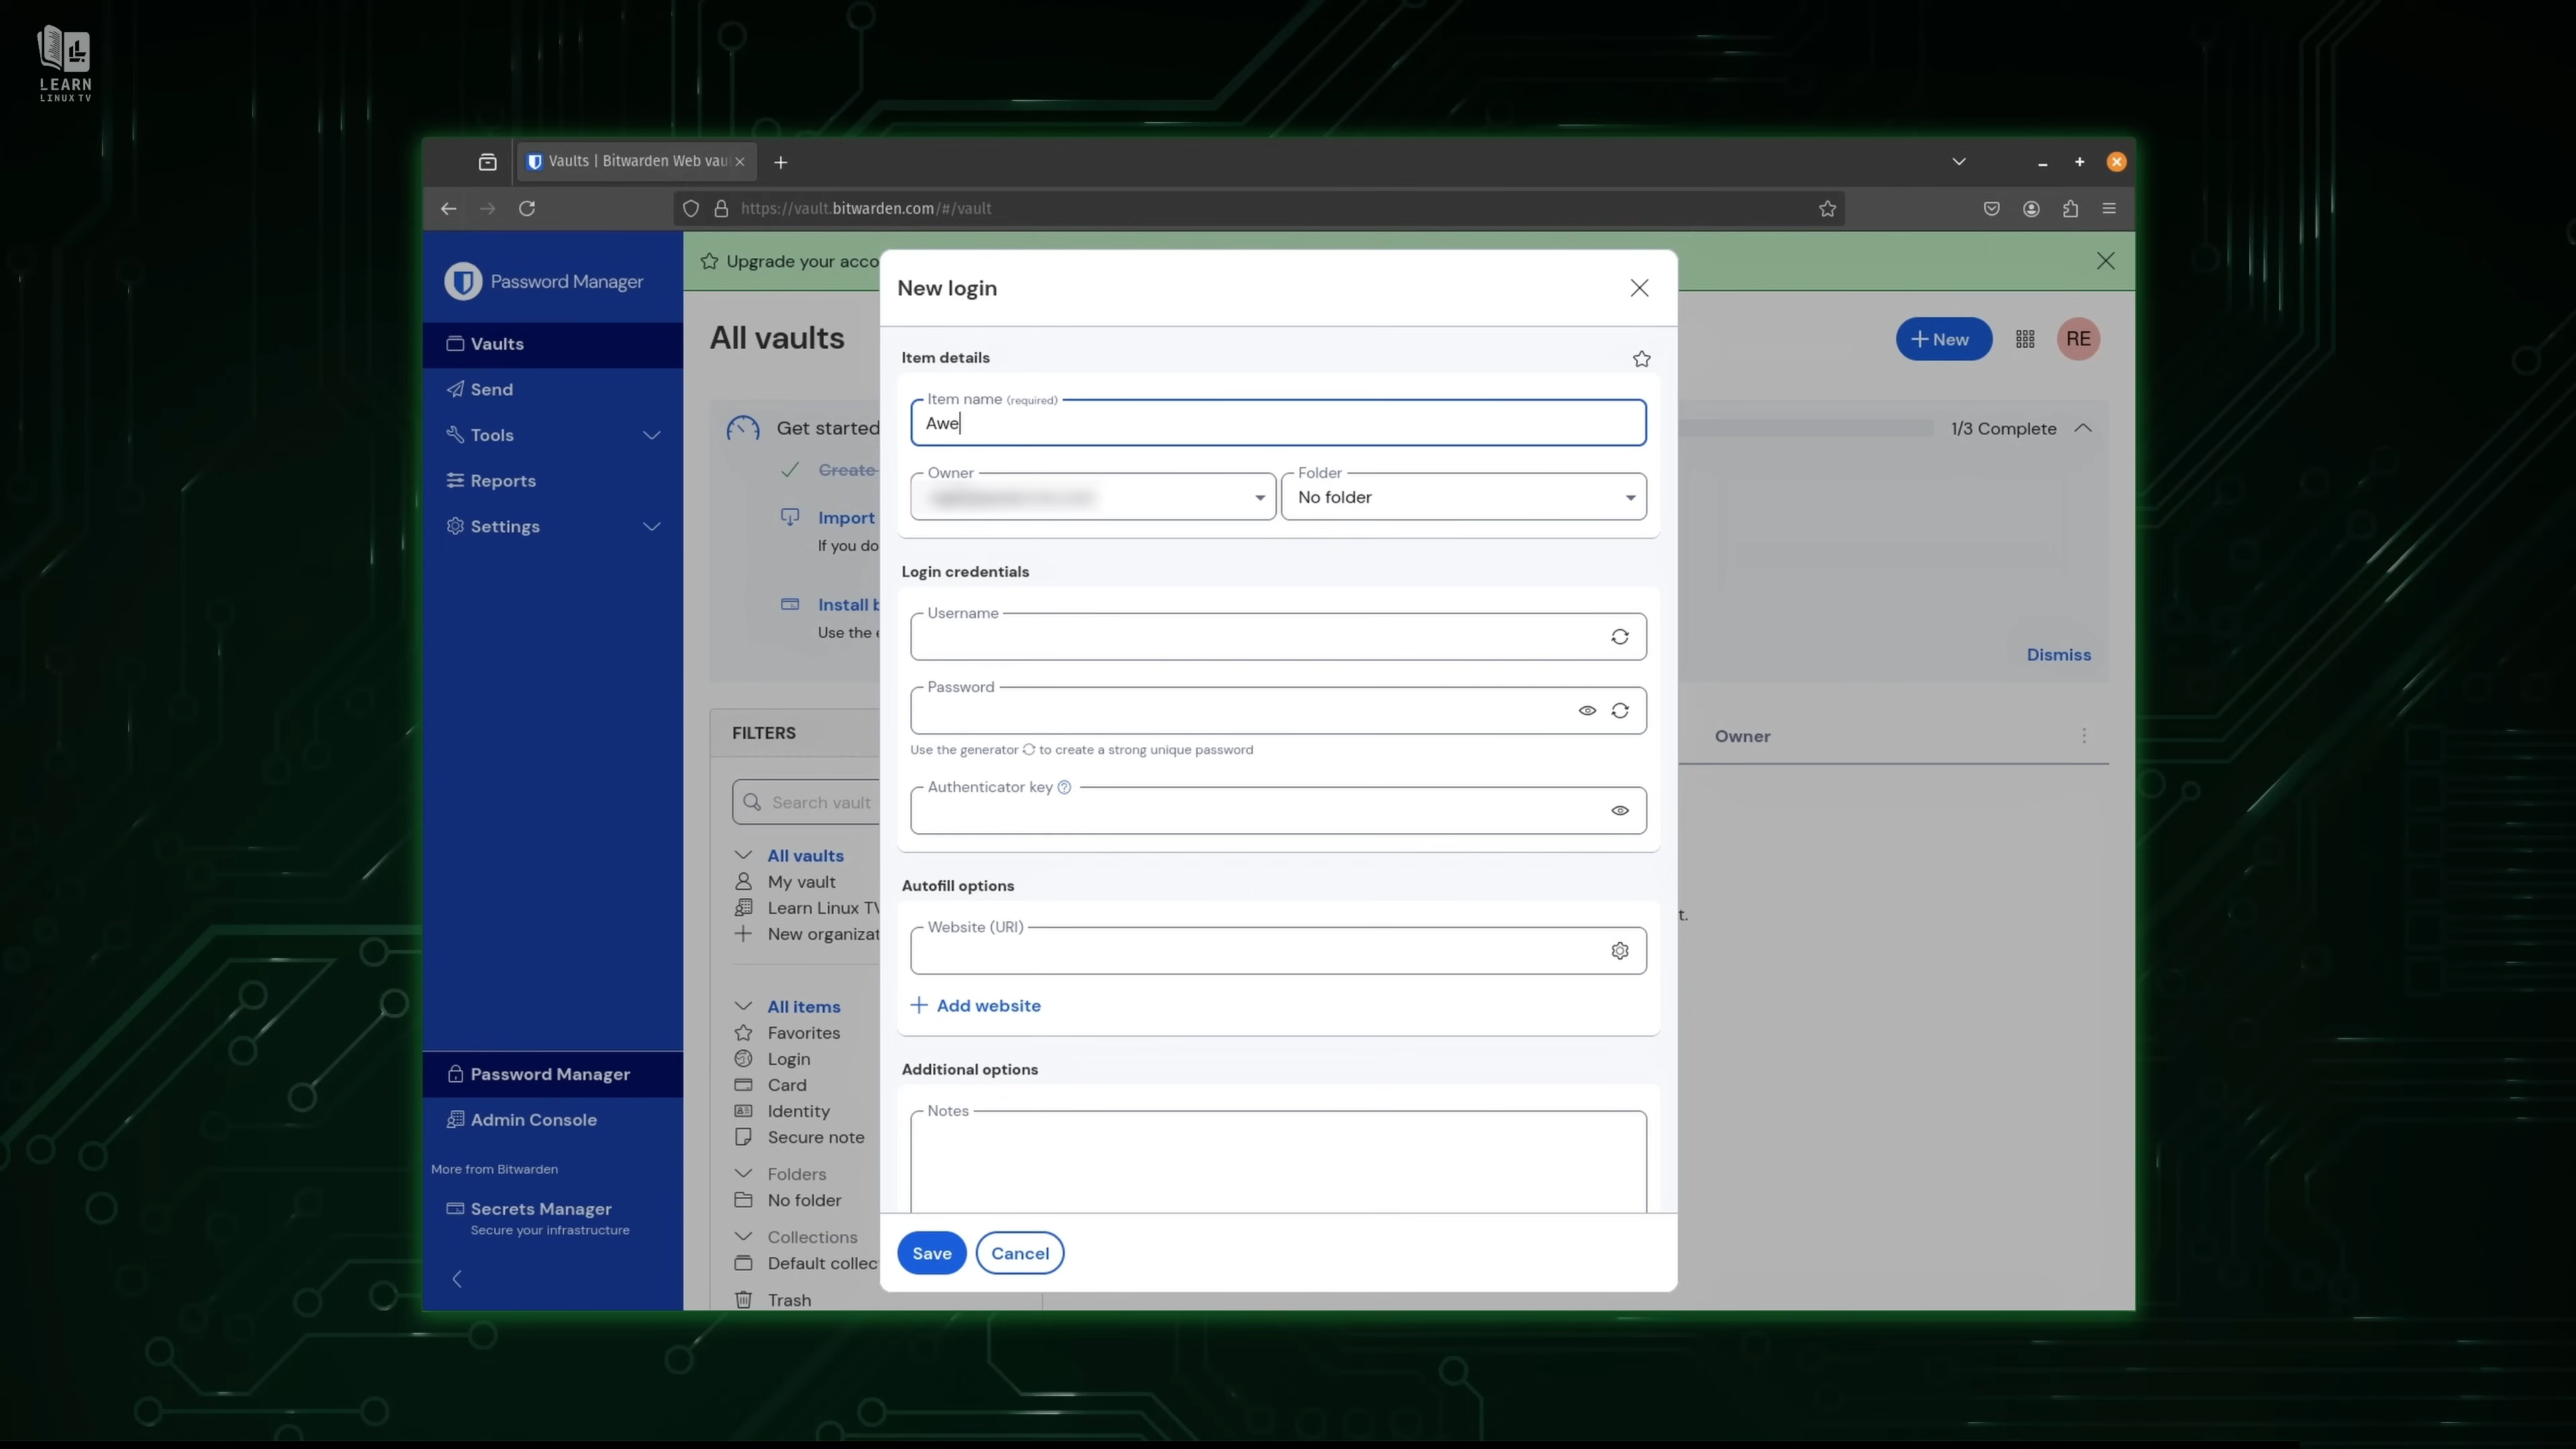 LEARN
LINUX TV
Vaults | Bitwarden Web vau
https://vault.bitwarden.com/#/vault
Password Manager
Vaults
Send
Tools
Reports
Settings
Password Manager
Admin Console
More from Bitwarden
Secrets Manager
Secure your infrastructure
Upgrade your acco
All vaults
New
RE
Get started
1/3 Complete
Create
Import
If you do
Install b
Use the e
Dismiss
FILTERS
Search vault
All vaults
My vault
Learn Linux TV
New organizat
All items
Favorites
Login
Card
Identity
Secure note
Folders
No folder
Collections
Default collec
Trash
Owner
t.
New login
Item details
Item name (required)
Awe
Owner
Folder
No folder
Login credentials
Username
Password
Use the generator to create a strong unique password
Authenticator key
Autofill options
Website (URI)
Add website
Additional options
Notes
Save
Cancel